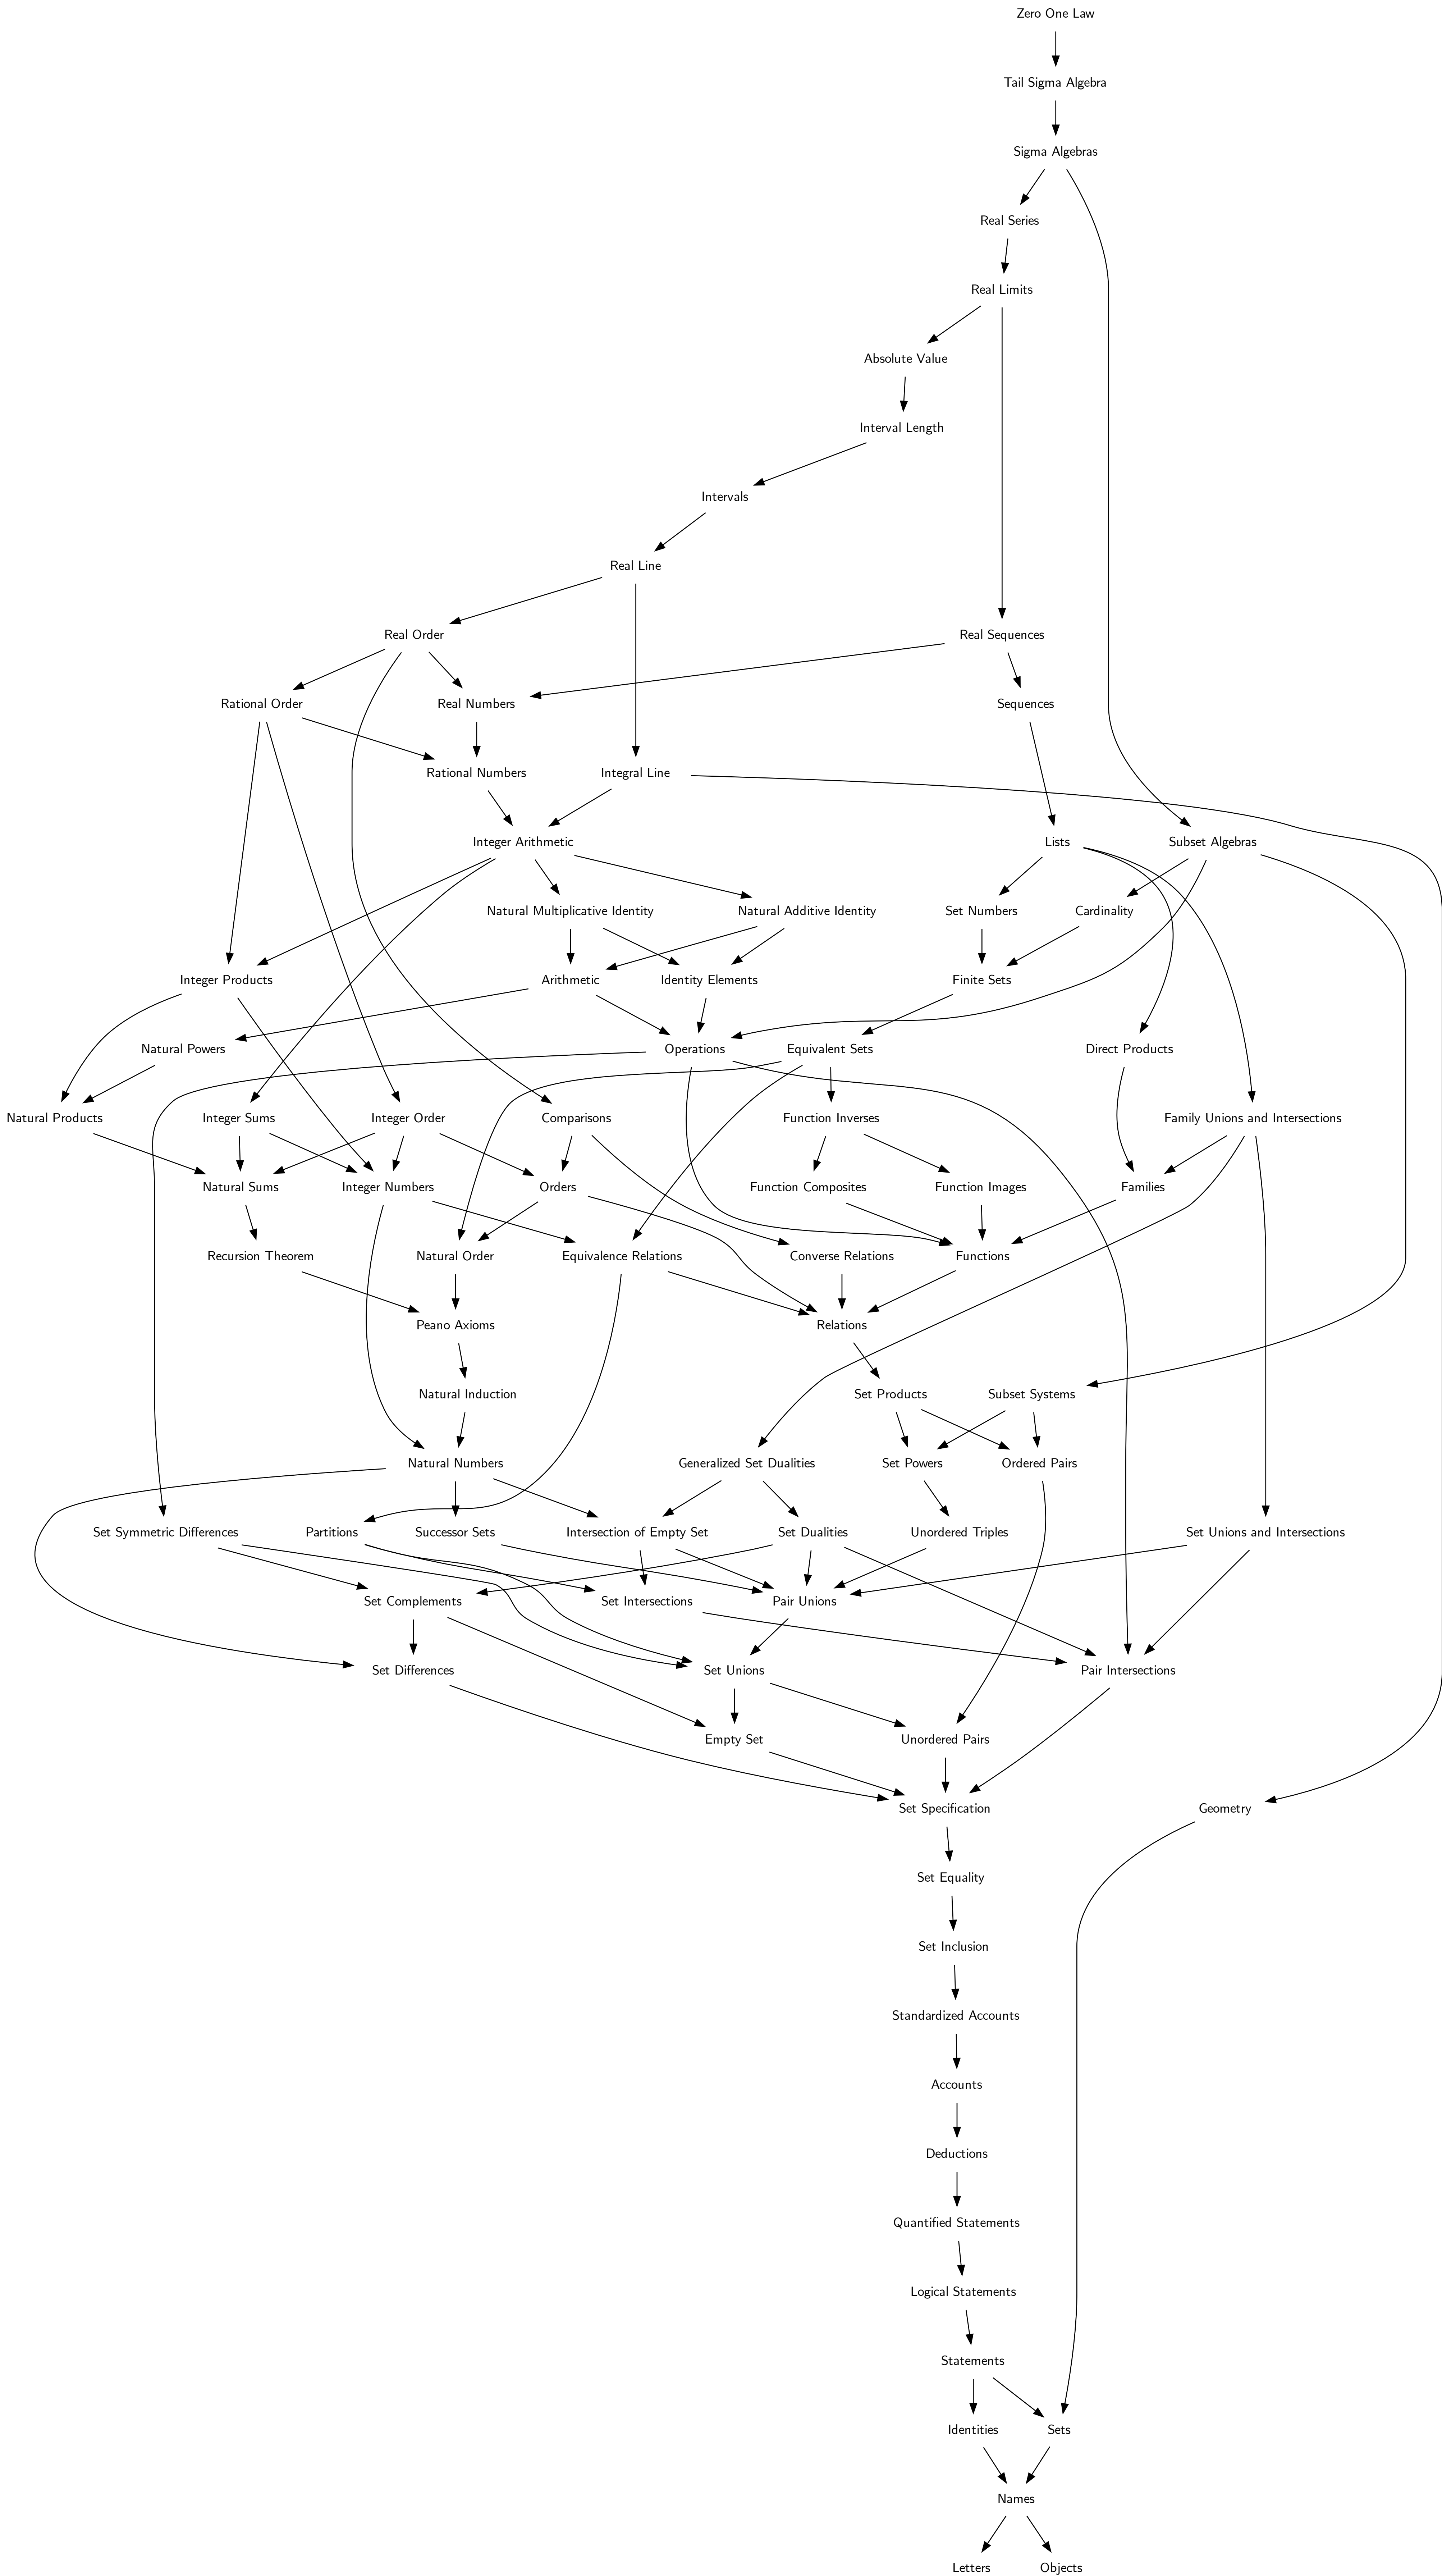 Zero One Law
Tail Sigma Algebra
Sigma Algebras
Real Series
Real Limits
Absolute Value
Interval Length
Intervals
Real Line
Real Order
Real Sequences
Rational Order
Real Numbers
Sequences
Rational Numbers
Integral Line
Integer Arithmetic
Lists
Subset Algebras
Natural Multiplicative Identity
Natural Additive Identity
Set Numbers
Cardinality
Integer Products
Arithmetic
Identity Elements
Finite Sets
Natural Powers
Operations
Equivalent Sets
Direct Products
Natural Products
Integer Sums
Integer Order
Comparisons
Function Inverses
Family Unions and Intersections
Natural Sums
Integer Numbers
Orders
Function Composites
Function Images
Families
Recursion Theorem
Natural Order
Equivalence Relations
Converse Relations
Functions
Peano Axioms
Relations
Natural Induction
Set Products
Subset Systems
Natural Numbers
Generalized Set Dualities
Set Powers
Ordered Pairs
Set Symmetric Differences
Partitions
Successor Sets
Intersection of Empty Set
Set Dualities
Unordered Triples
Set Unions and Intersections
Set Complements
Set Intersections
Pair Unions
Set Differences
Set Unions
Pair Intersections
Empty Set
Unordered Pairs
Set Specification
Geometry
Set Equality
Set Inclusion
Standardized Accounts
Accounts
Deductions
Quantified Statements
Logical Statements
Statements
Identities
Sets
Names
Letters
Objects